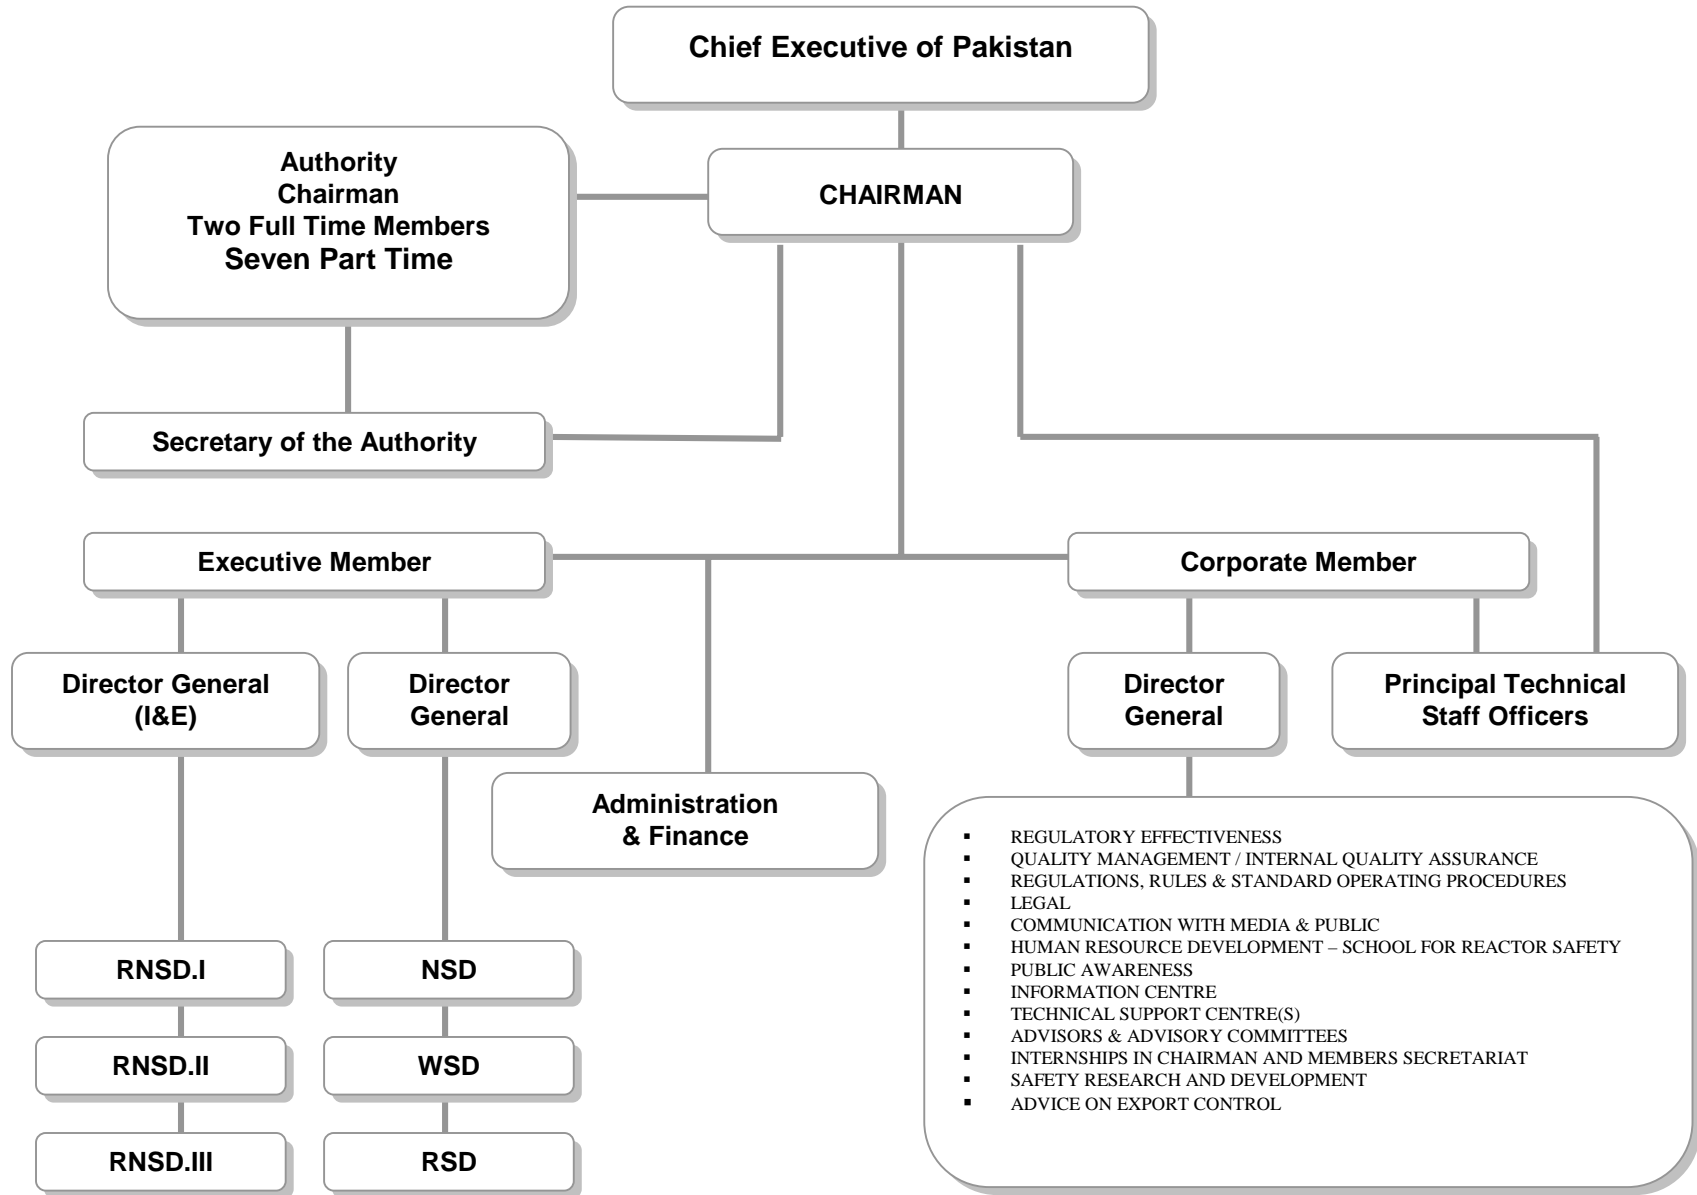 Chief Executive of Pakistan
Authority
Chairman
Two Full Time Members
Seven Part Time
CHAIRMAN
Secretary of the Authority
Executive Member
Corporate Member
Director General
(I&E)
Director
General
Director
General
Principal Technical
Staff Officers
Administration
& Finance
RNSD.I
NSD
RNSD.II
WSD
RNSD.III
RSD
▪ REGULATORY EFFECTIVENESS
▪ QUALITY MANAGEMENT / INTERNAL QUALITY ASSURANCE
▪ REGULATIONS, RULES & STANDARD OPERATING PROCEDURES
▪ LEGAL
▪ COMMUNICATION WITH MEDIA & PUBLIC
▪ HUMAN RESOURCE DEVELOPMENT – SCHOOL FOR REACTOR SAFETY
▪ PUBLIC AWARENESS
▪ INFORMATION CENTRE
▪ TECHNICAL SUPPORT CENTRE(S)
▪ ADVISORS & ADVISORY COMMITTEES
▪ INTERNSHIPS IN CHAIRMAN AND MEMBERS SECRETARIAT
▪ SAFETY RESEARCH AND DEVELOPMENT
▪ ADVICE ON EXPORT CONTROL